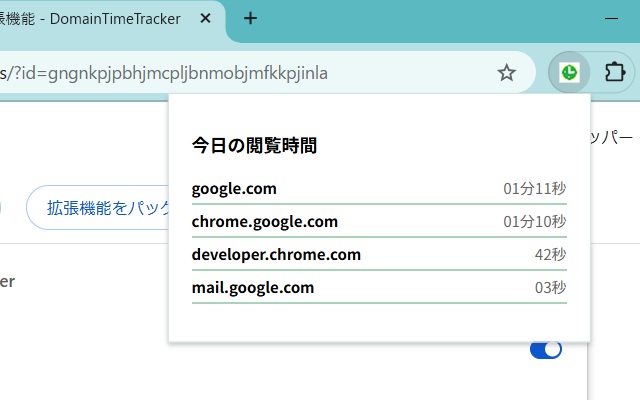 張機能 - DomainTimeTracker
s/?id=gngnkpjpbhjmcpljbnmobjmfkkpjinla
ッパー
今日の閲覧時間
google.com 01分11秒
chrome.google.com 01分10秒
developer.chrome.com 42秒
mail.google.com 03秒
拡張機能をパッケ
er